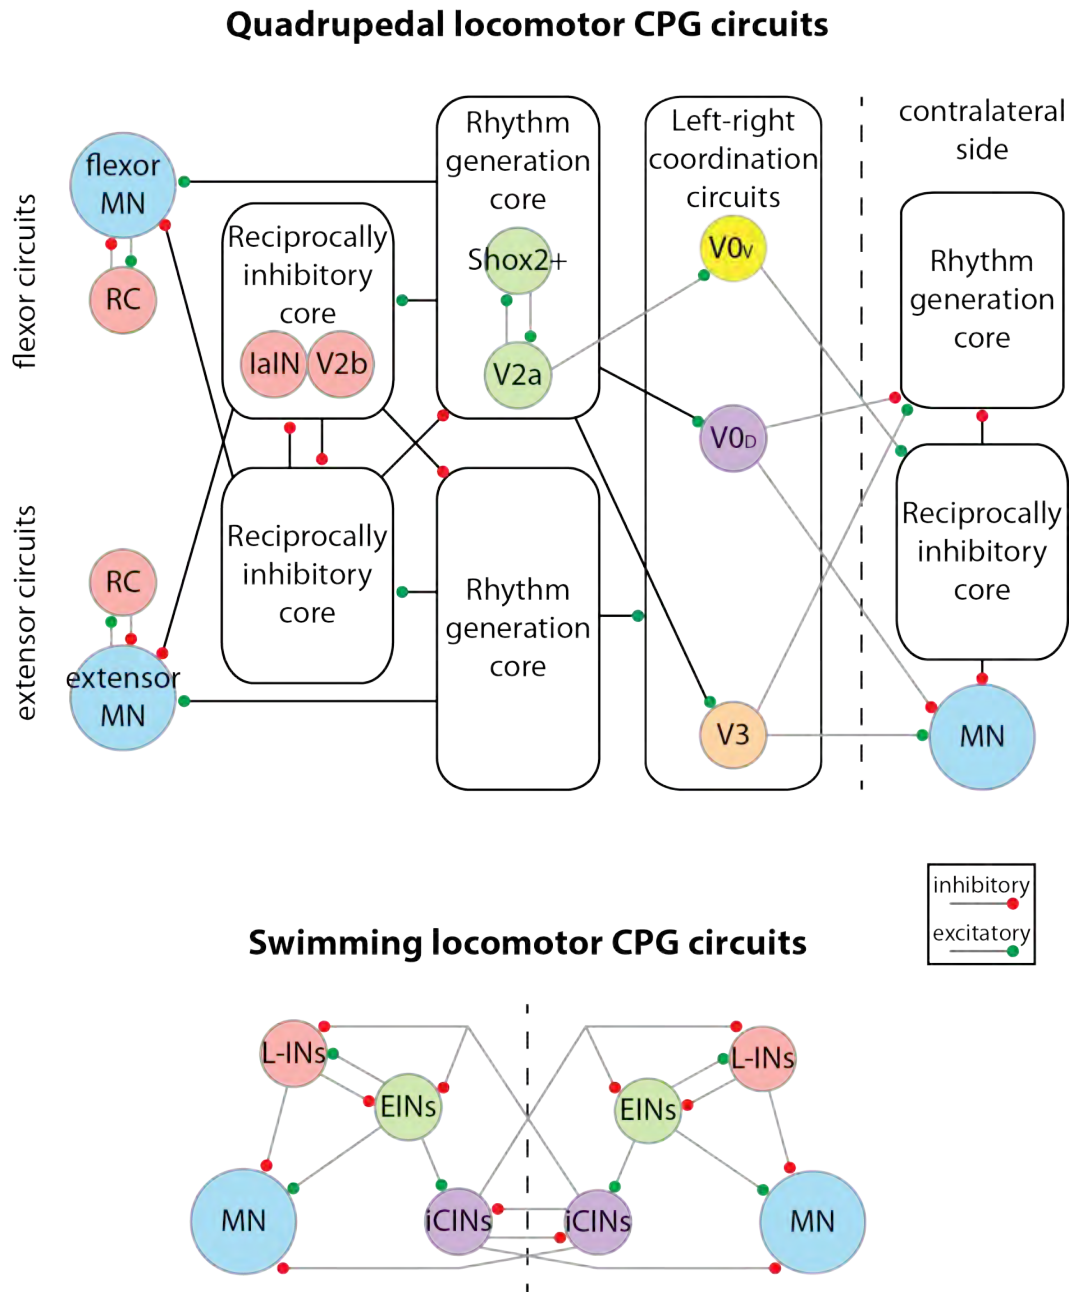 Quadrupedal locomotor CPG circuits
flexor circuits
extensor circuits
flexor
MN
RC
Reciprocally
inhibitory
core
IaIN
V2b
Rhythm
generation
core
Shox2+
V2a
Left-right
coordination
circuits
V0V
V0D
V3
contralateral
side
Rhythm
generation
core
Reciprocally
inhibitory
core
MN
RC
extensor
MN
Reciprocally
inhibitory
core
Rhythm
generation
core
inhibitory
excitatory
Swimming locomotor CPG circuits
L-INs
EINs
MN
iCINs
L-INs
EINs
iCINs
MN